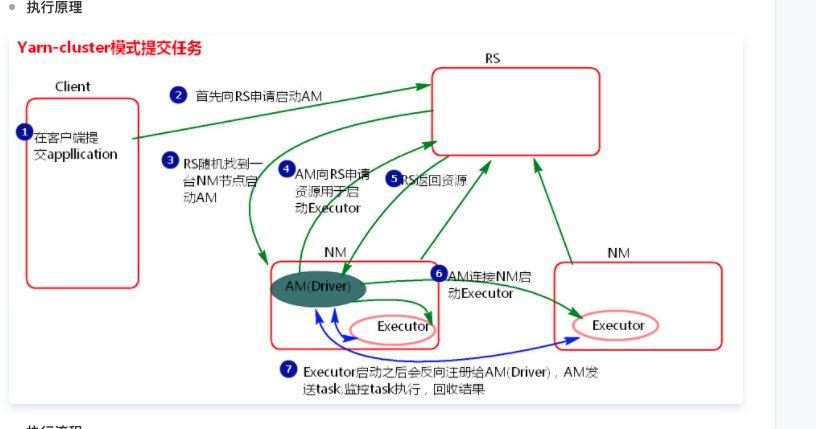 执行原理
Yarn-cluster模式提交任务
RS
Client
2 首先向RS申请启动AM
1 在客户端提
交appllication
3 RS随机找到一
台NM节点启
动AM
4 AM向RS申请
资源用于启
动Executor
5 RS返回资源
NM
NM
AM(Driver)
6 AM连接NM启
动Executor
Executor
Executor
7 Executor启动之后会反向注册给AM(Driver)，AM发
送task,监控task执行，回收结果
执行流程